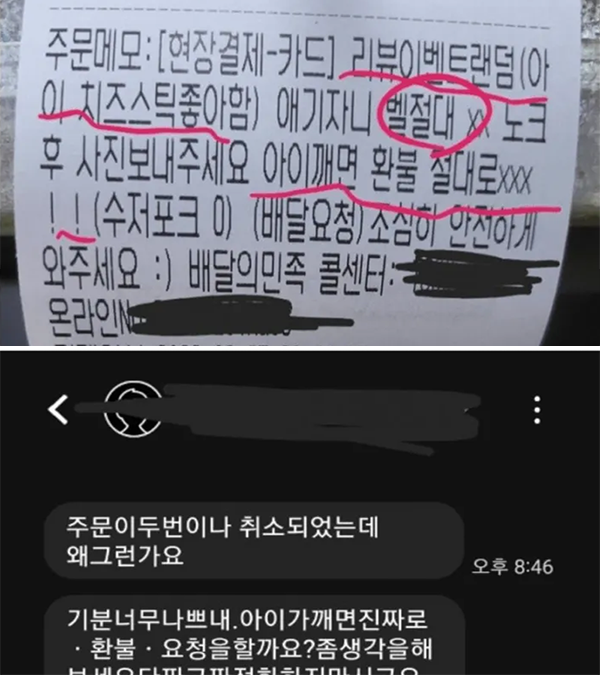 주문메모:[현장결제-카드] 리뷰이벤트랜덤(아
이 치즈스틱좋아함) 애기자니 벨절대 xx 노크
후 사진보내주세요 아이깨면 환불 절대로xxx
!!(수저포크 O) (배달요청)조심히 안전하게
와주세요 :) 배달의민족 콜센터:
온라인
주문이두번이나 취소되었는데
왜그런가요
오후 8:46
기분너무나쁘내.아이가깨면진짜로
·환불·요청을할까요?좀생각을해